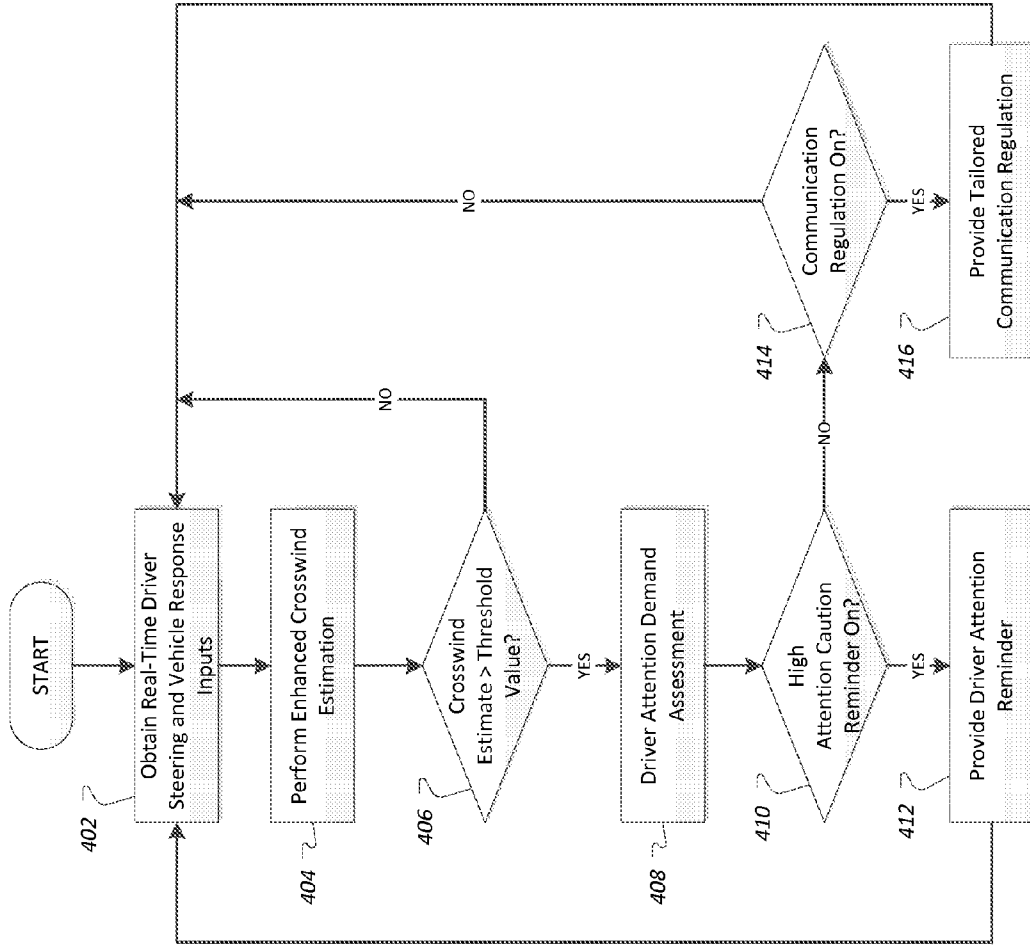 START
402
Obtain Real-Time Driver
Steering and Vehicle Response
Inputs
404
Perform Enhanced Crosswind
Estimation
406
Crosswind
Estimate > Threshold
Value?
NO
YES
408
Driver Attention Demand
Assessment
410
High
Attention Caution
Reminder On?
NO
YES
412
Provide Driver Attention
Reminder
414
Communication
Regulation On?
NO
YES
416
Provide Tailored
Communication Regulation